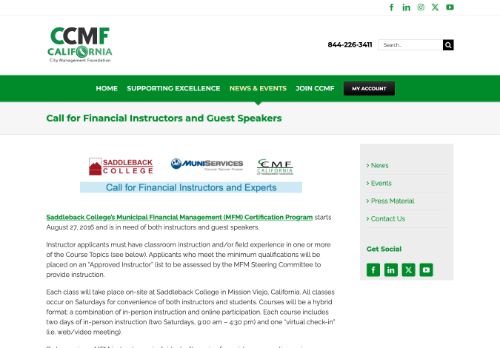 CCMF
CALIFORNIA
City Management Foundation
844-226-3411
Search...
HOME
SUPPORTING EXCELLENCE
NEWS & EVENTS
JOIN CCMF
MY ACCOUNT
Call for Financial Instructors and Guest Speakers
SADDLEBACK
COLLEGE
MUNISERVICES
CMF
CALIFORNIA
Call for Financial Instructors and Experts
Saddleback College's Municipal Financial Management (MFM) Certification Program starts
August 27, 2016 and is in need of both instructors and guest speakers.
Instructor applicants must have classroom instruction and/or field experience in one or more
of the Course Topics (see below). Applicants who meet the minimum qualifications will be
placed on an "Approved Instructor" list to be assessed by the MFM Steering Committee to
provide instruction.
Each class will take place on-site at Saddleback College in Mission Viejo, California. All classes
occur on Saturdays for convenience of both instructors and students. Courses will be a hybrid
format: a combination of in-person instruction and online participation. Each course includes
two days of in-person instruction (two Saturdays, 9:00 am – 4:30 pm) and one "virtual check-in"
(i.e. web/video meeting).
> News
> Events
> Press Material
> Contact Us
Get Social